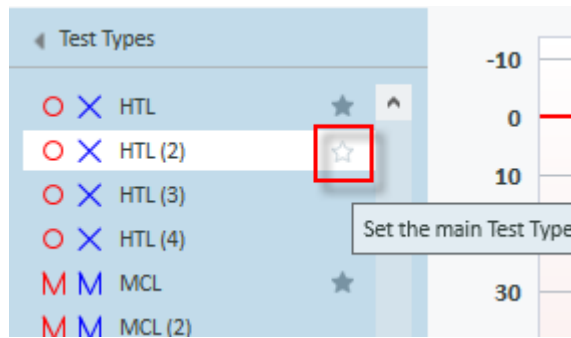 Test Types
-10
HTL
0
HTL (2)
10
HTL (3)
HTL (4)
Set the main Test Type
MCL
30
M M MCL (2)